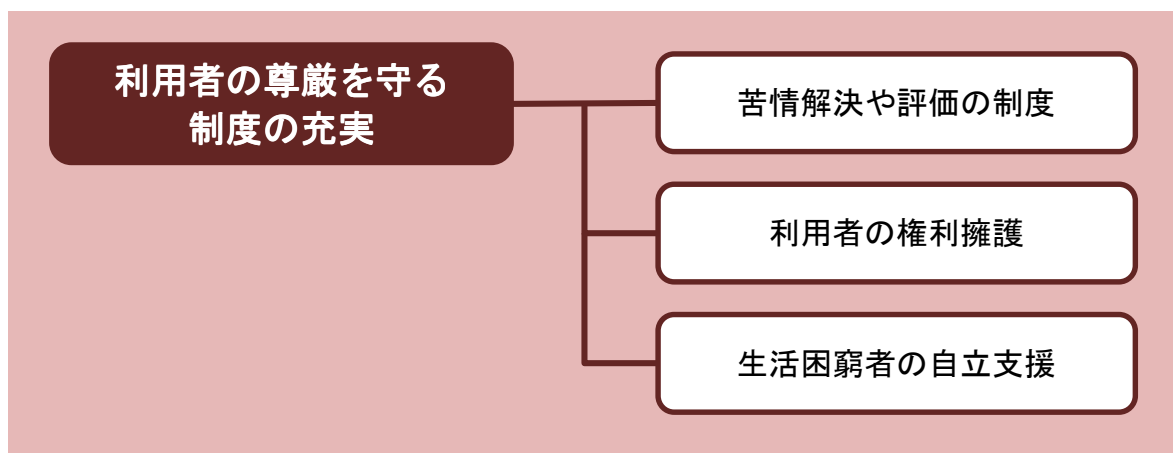 利用者の尊厳を守る
制度の充実
苦情解決や評価の制度
利用者の権利擁護
生活困窮者の自立支援